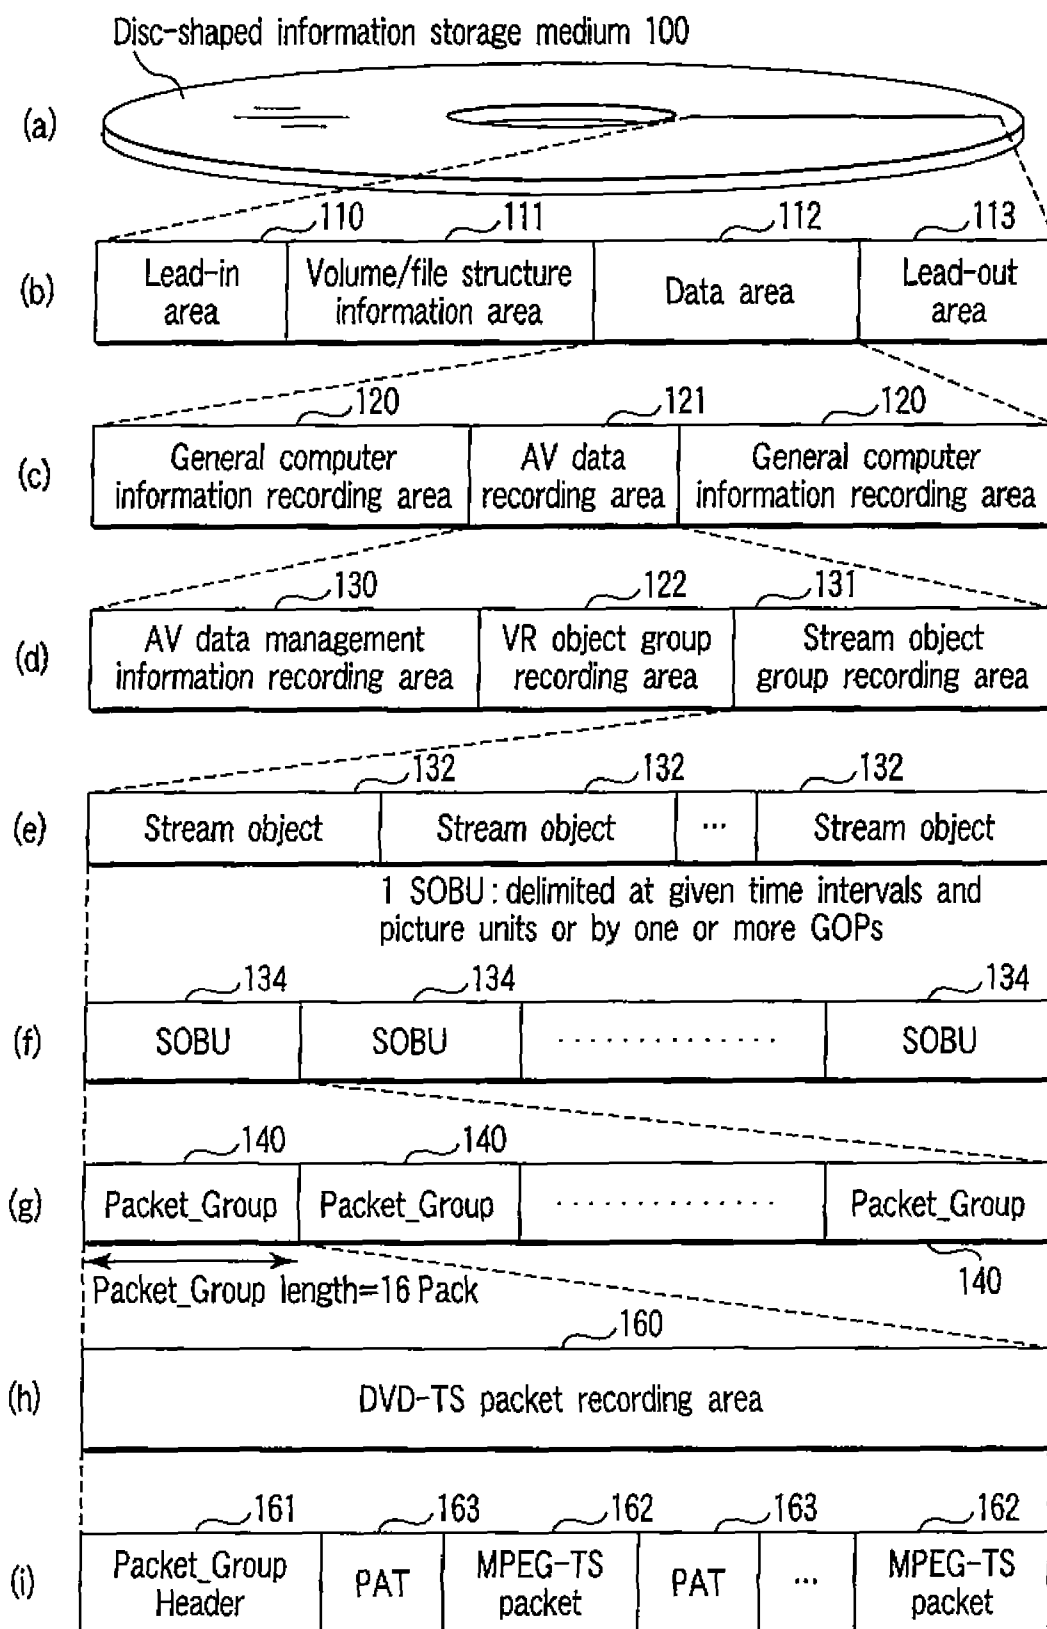 Disc-shaped information storage medium 100
(a)
110 111 112 113
(b) Lead-in area Volume/file structure information area Data area Lead-out area
120 121 120
(c) General computer information recording area AV data recording area General computer information recording area
130 122 131
(d) AV data management information recording area VR object group recording area Stream object group recording area
132 132 132
(e) Stream object Stream object ... Stream object
1 SOBU : delimited at given time intervals and
picture units or by one or more GOPs
134 134 134
(f) SOBU SOBU .............. SOBU
140 140
(g) Packet_Group Packet_Group .............. Packet_Group
140
Packet_Group length=16 Pack
160
(h) DVD-TS packet recording area
161 163 162 163 162
(i) Packet_Group Header PAT MPEG-TS packet PAT ... MPEG-TS packet